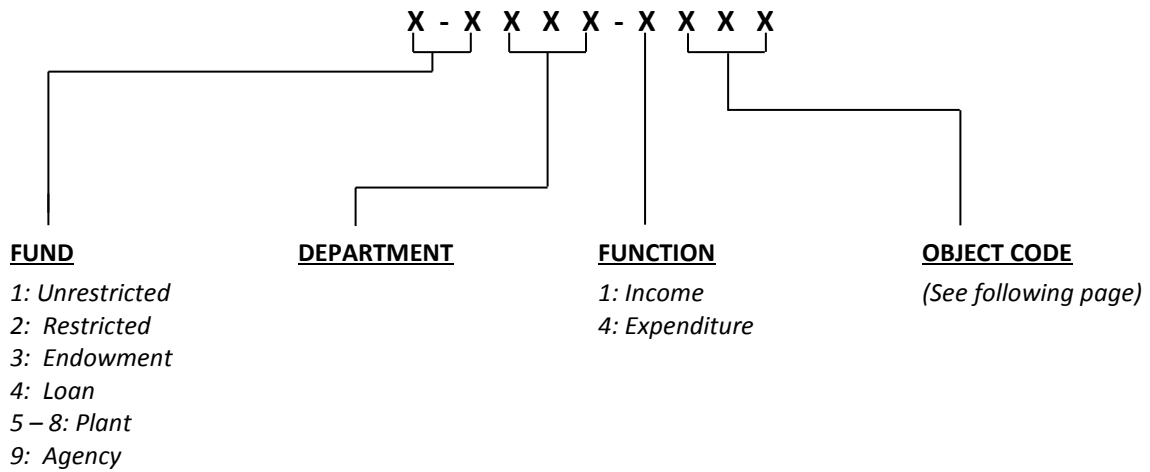 X - X X X X - X X X X
FUND DEPARTMENT FUNCTION OBJECT CODE
1: Unrestricted 1: Income (See following page)
2: Restricted 4: Expenditure
3: Endowment
4: Loan
5 – 8: Plant
9: Agency